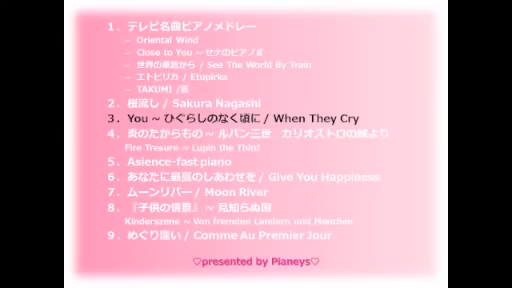 1. テレビ名曲ピアノメドレー
– Oriental Wind
– Close to You ~ セナのピアノⅡ
– 世界の車窓から / See The World By Train
– エトピリカ / Etupirka
– TAKUMI /匠
2. 桜流し / Sakura Nagashi
3. You ~ ひぐらしのなく頃に / When They Cry
4. 炎のたからもの ~ ルパン三世 カリオストロの城より
Fire Tresure ~ Lupin the Third
5. Asience-fast piano
6. あなたに最高のしあわせを / Give You Happiness
7. ムーンリバー / Moon River
8. 『子供の情景』 ~ 見知らぬ国
Kinderszene ~ Von fremden Landern und Menchen
9. めぐり逢い / Comme Au Premier Jour
♡presented by Planeys♡